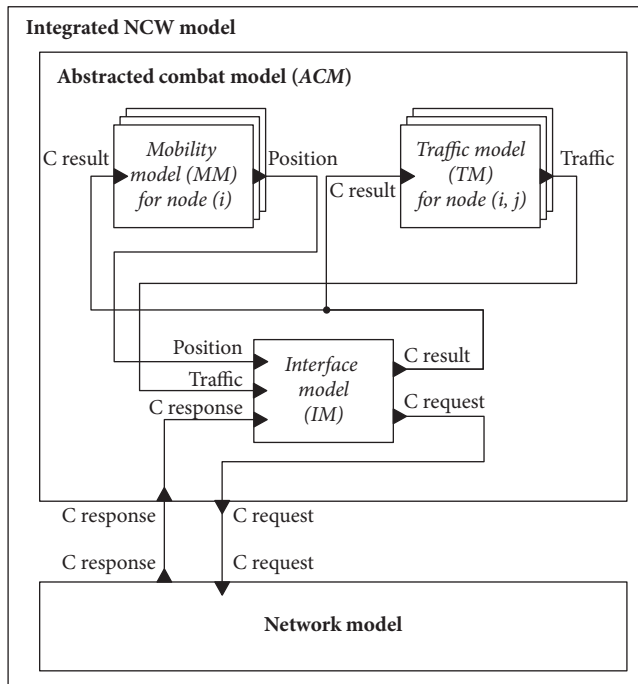 Integrated NCW model
Abstracted combat model (ACM)
C result
Mobility
model (MM)
for node (i)
Position
C result
Traffic model
(TM)
for node (i, j)
Traffic
Position
Traffic
C response
Interface
model
(IM)
C result
C request
C response
C request
C response
C request
Network model